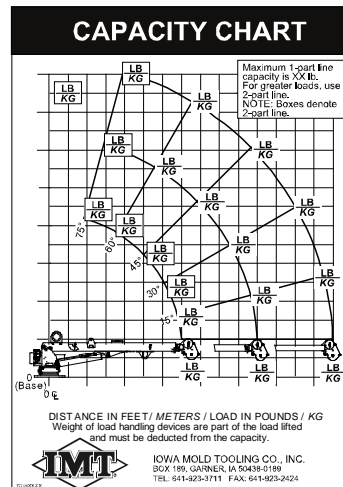 CAPACITY CHART
Maximum 1-part line
capacity is XX lb.
For greater loads, use
2-part line.
NOTE: Boxes denote
2-part line.
LB
KG
LB
KG
LB
KG
LB
KG
LB
KG
LB
KG
LB
KG
LB
KG
LB
KG
LB
KG
LB
KG
LB
KG
LB
KG
LB
KG
LB
KG
LB
KG
LB
KG
LB
KG
LB
KG
75°
60°
45°
30°
15°
0
(Base)
0
DISTANCE IN FEET / METERS / LOAD IN POUNDS / KG
Weight of load handling devices are part of the load lifted
and must be deducted from the capacity.
IMT
IOWA MOLD TOOLING CO., INC.
BOX 189, GARNER, IA 50438-0189
TEL: 641-923-3711 FAX: 641-923-2424